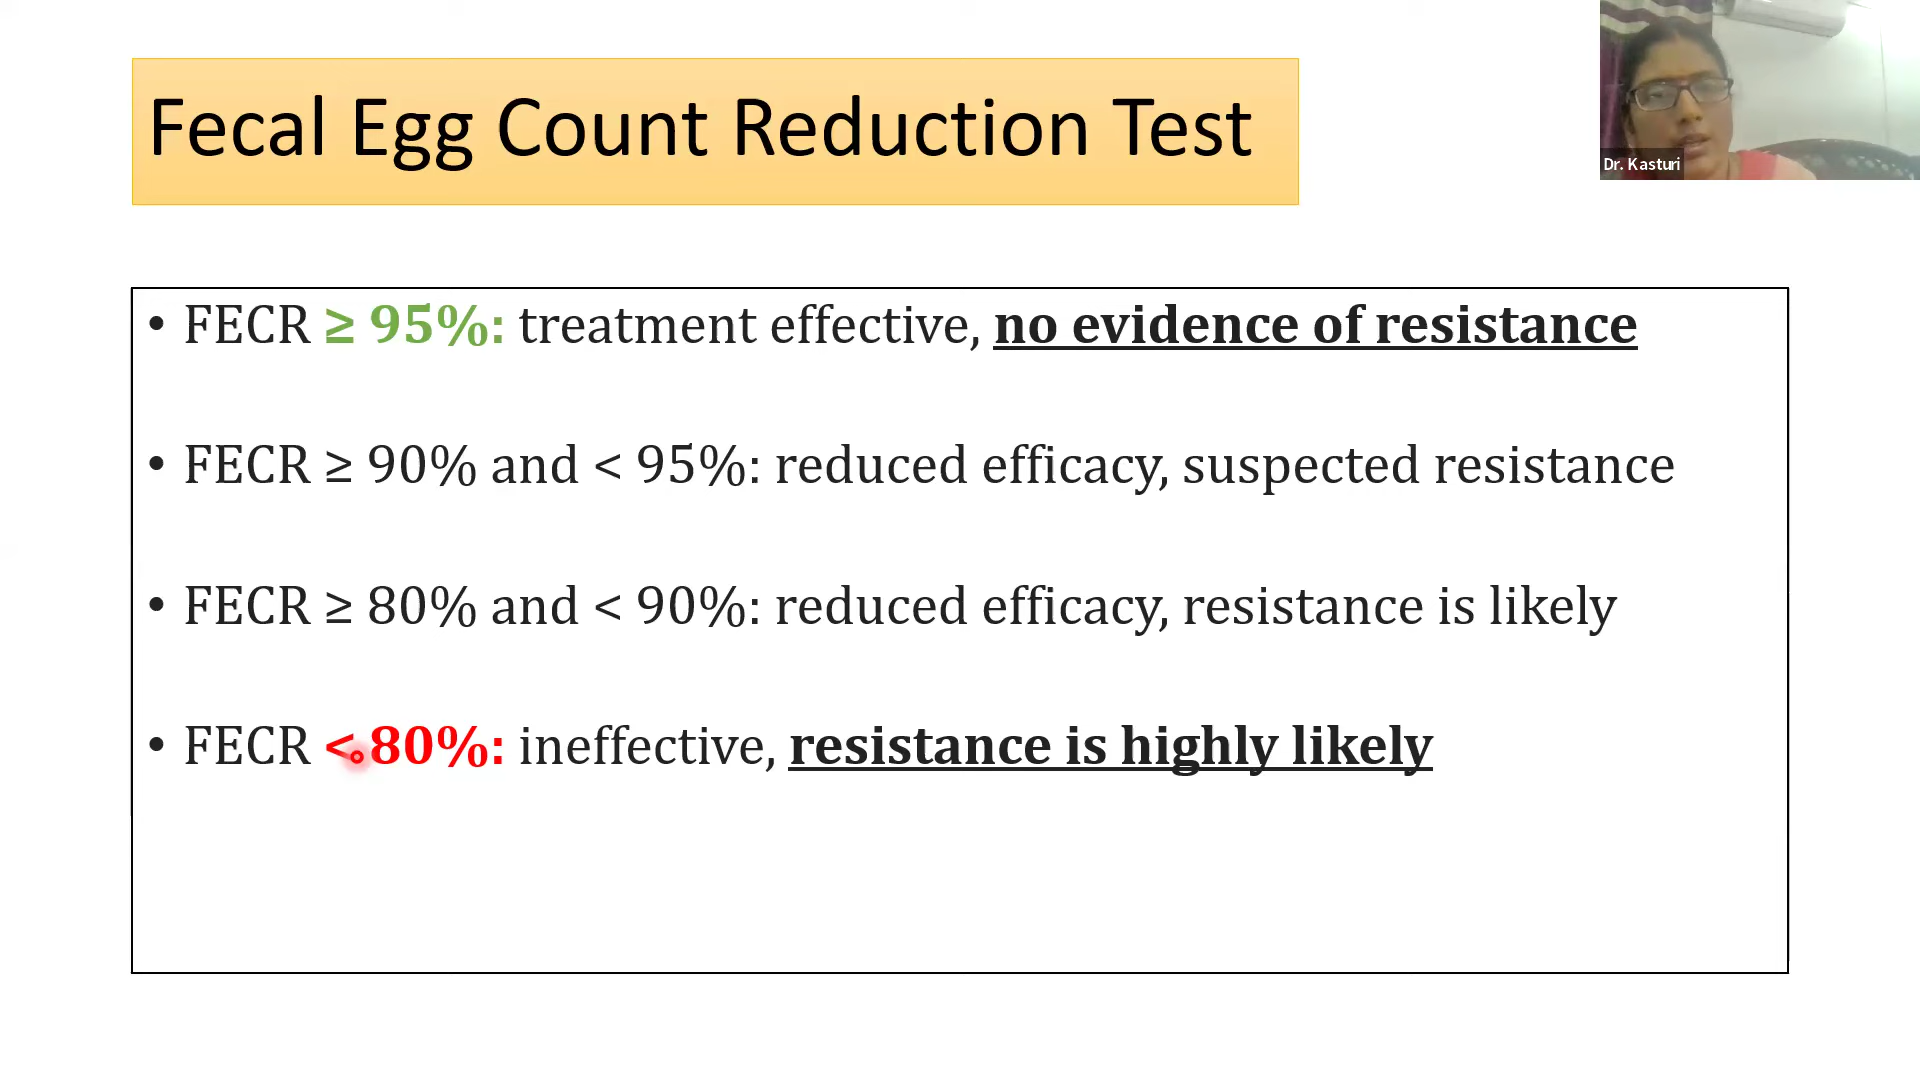 Fecal Egg Count Reduction Test
Dr. Kasturi
• FECR ≥ 95%: treatment effective, no evidence of resistance
• FECR ≥ 90% and < 95%: reduced efficacy, suspected resistance
• FECR ≥ 80% and < 90%: reduced efficacy, resistance is likely
• FECR < 80%: ineffective, resistance is highly likely